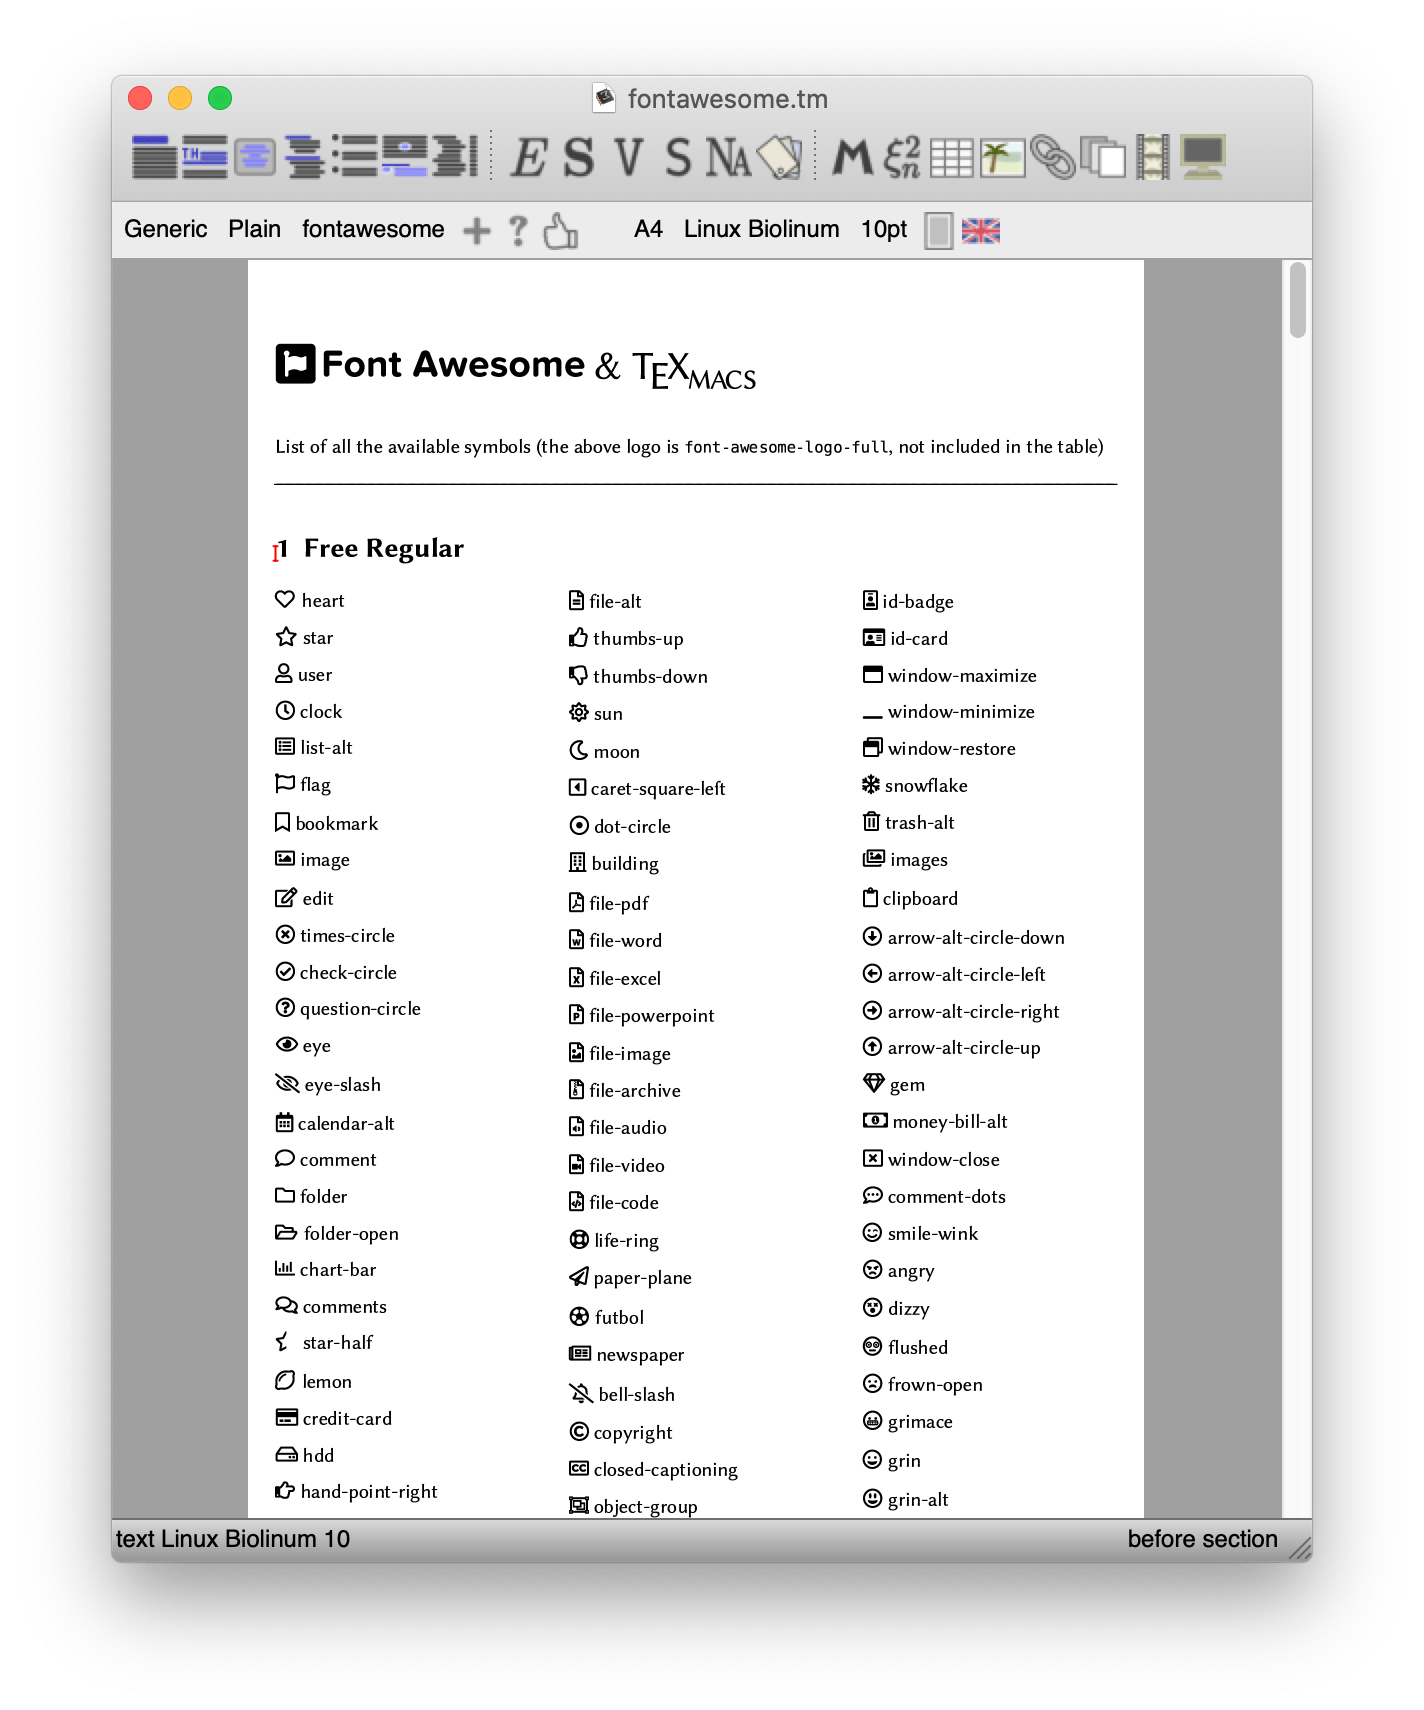 fontawesome.tm
E S V S NA M ξ2n
Generic Plain fontawesome + ? A4 Linux Biolinum 10pt
Font Awesome & TEXMACS
List of all the available symbols (the above logo is font-awesome-logo-full, not included in the table)
1 Free Regular
heart
star
user
clock
list-alt
flag
bookmark
image
edit
times-circle
check-circle
question-circle
eye
eye-slash
calendar-alt
comment
folder
folder-open
chart-bar
comments
star-half
lemon
credit-card
hdd
hand-point-right
file-alt
thumbs-up
thumbs-down
sun
moon
caret-square-left
dot-circle
building
file-pdf
file-word
file-excel
file-powerpoint
file-image
file-archive
file-audio
file-video
file-code
life-ring
paper-plane
futbol
newspaper
bell-slash
copyright
closed-captioning
object-group
id-badge
id-card
window-maximize
window-minimize
window-restore
snowflake
trash-alt
images
clipboard
arrow-alt-circle-down
arrow-alt-circle-left
arrow-alt-circle-right
arrow-alt-circle-up
gem
money-bill-alt
window-close
comment-dots
smile-wink
angry
dizzy
flushed
frown-open
grimace
grin
grin-alt
text Linux Biolinum 10
before section